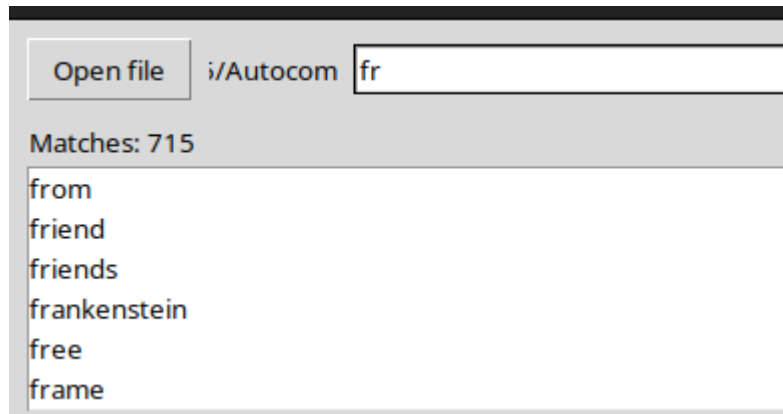 Open file /Autocom fr
Matches: 715
from
friend
friends
frankenstein
free
frame